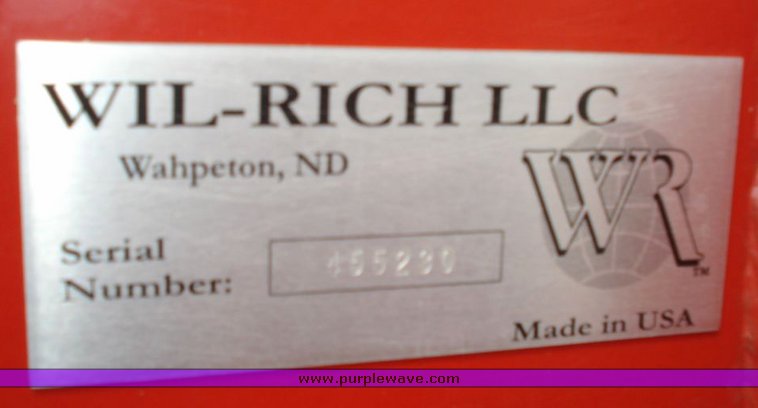 WIL-RICH LLC
Wahpeton, ND
WR
TM
Serial
Number:
455230
Made in USA
www.purplewave.com